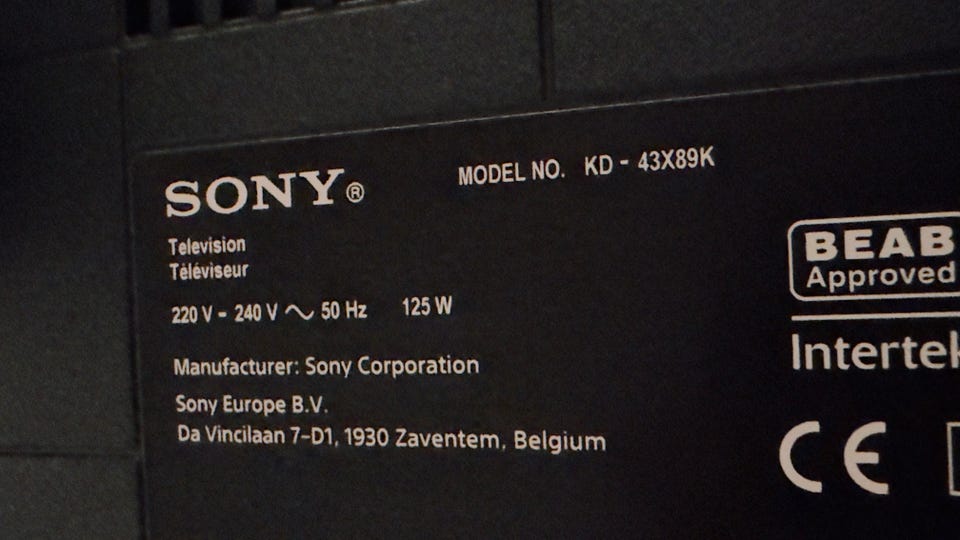 SONY® MODEL NO. KD - 43X89K
Television
Téléviseur
220 V - 240 V ~ 50 Hz 125 W
Manufacturer: Sony Corporation
Sony Europe B.V.
Da Vincilaan 7-D1, 1930 Zaventem, Belgium
BEAB
Approved
Intertek
CE